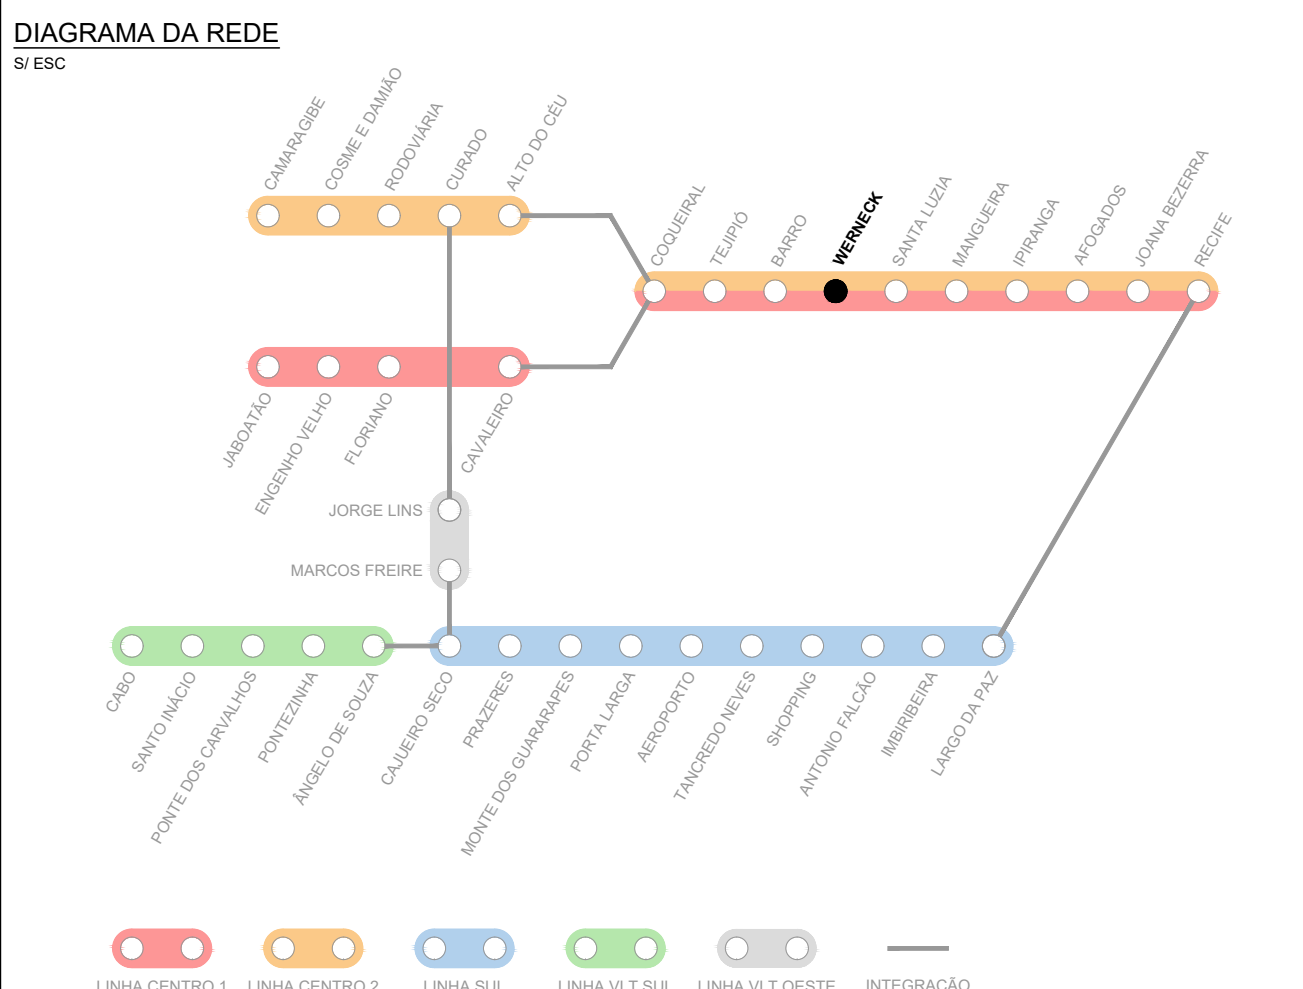 DIAGRAMA DA REDE
S/ ESC
CAMARAGIBE
COSME E DAMIÃO
RODOVIÁRIA
CURADO
ALTO DO CÉU
COQUEIRAL
TEJIPIÓ
BARRO
WERNECK
SANTA LUZIA
MANGUEIRA
IPIRANGA
AFOGADOS
JOANA BEZERRA
RECIFE
JABOATÃO
ENGENHO VELHO
FLORIANO
CAVALEIRO
JORGE LINS
MARCOS FREIRE
CABO
SANTO INÁCIO
PONTE DOS CARVALHOS
PONTEZINHA
ÂNGELO DE SOUZA
CAJUEIRO SECO
PRAZERES
MONTE DOS GUARARAPES
PORTA LARGA
AEROPORTO
TANCREDO NEVES
SHOPPING
ANTONIO FALCÃO
IMBIRIBEIRA
LARGO DA PAZ
LINHA CENTRO 1
LINHA CENTRO 2
LINHA SUL
LINHA VLT SUL
LINHA VLT OESTE
INTEGRAÇÃO